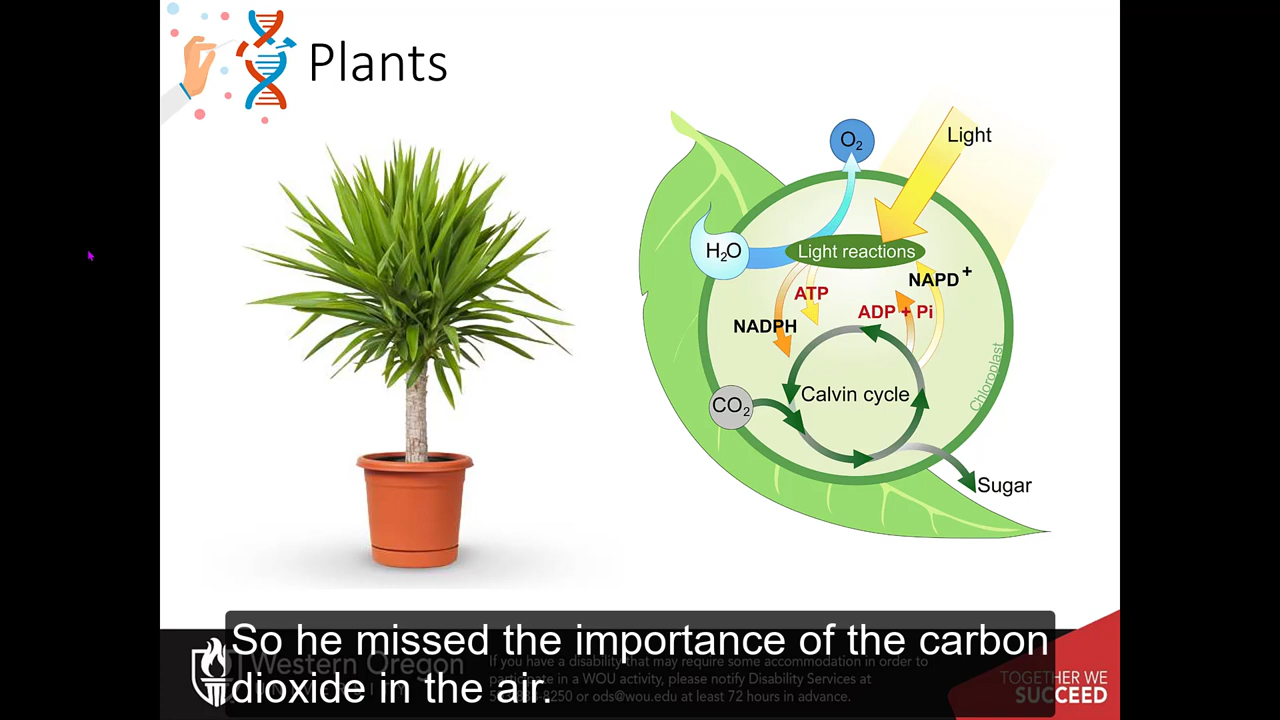 Plants
O2
Light
H2O
Light reactions
NAPD+
ATP
ADP + Pi
NADPH
Chloroplast
Calvin cycle
CO2
Sugar
So he missed the importance of the carbon
dioxide in the air.
Western Oregon
If you have a disability that may require some accommodation in order to
participate in a WOU activity, please notify Disability Services at
8250 or ods@wou.edu at least 72 hours in advance.
TOGETHER WE
SUCCEED